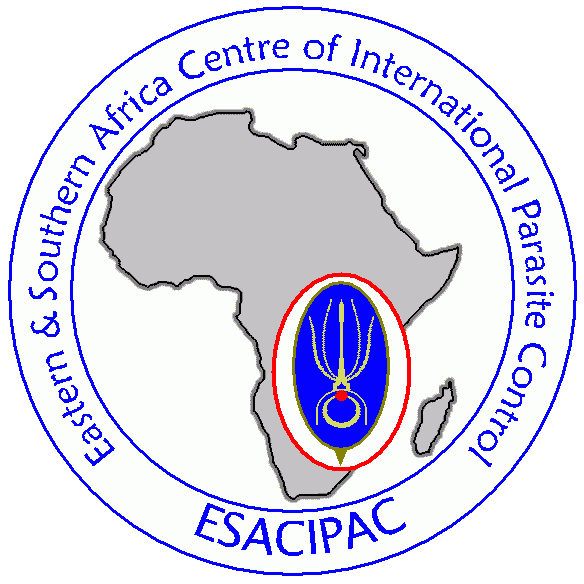 Eastern & Southern Africa Centre of International Parasite Control
ESACIPAC